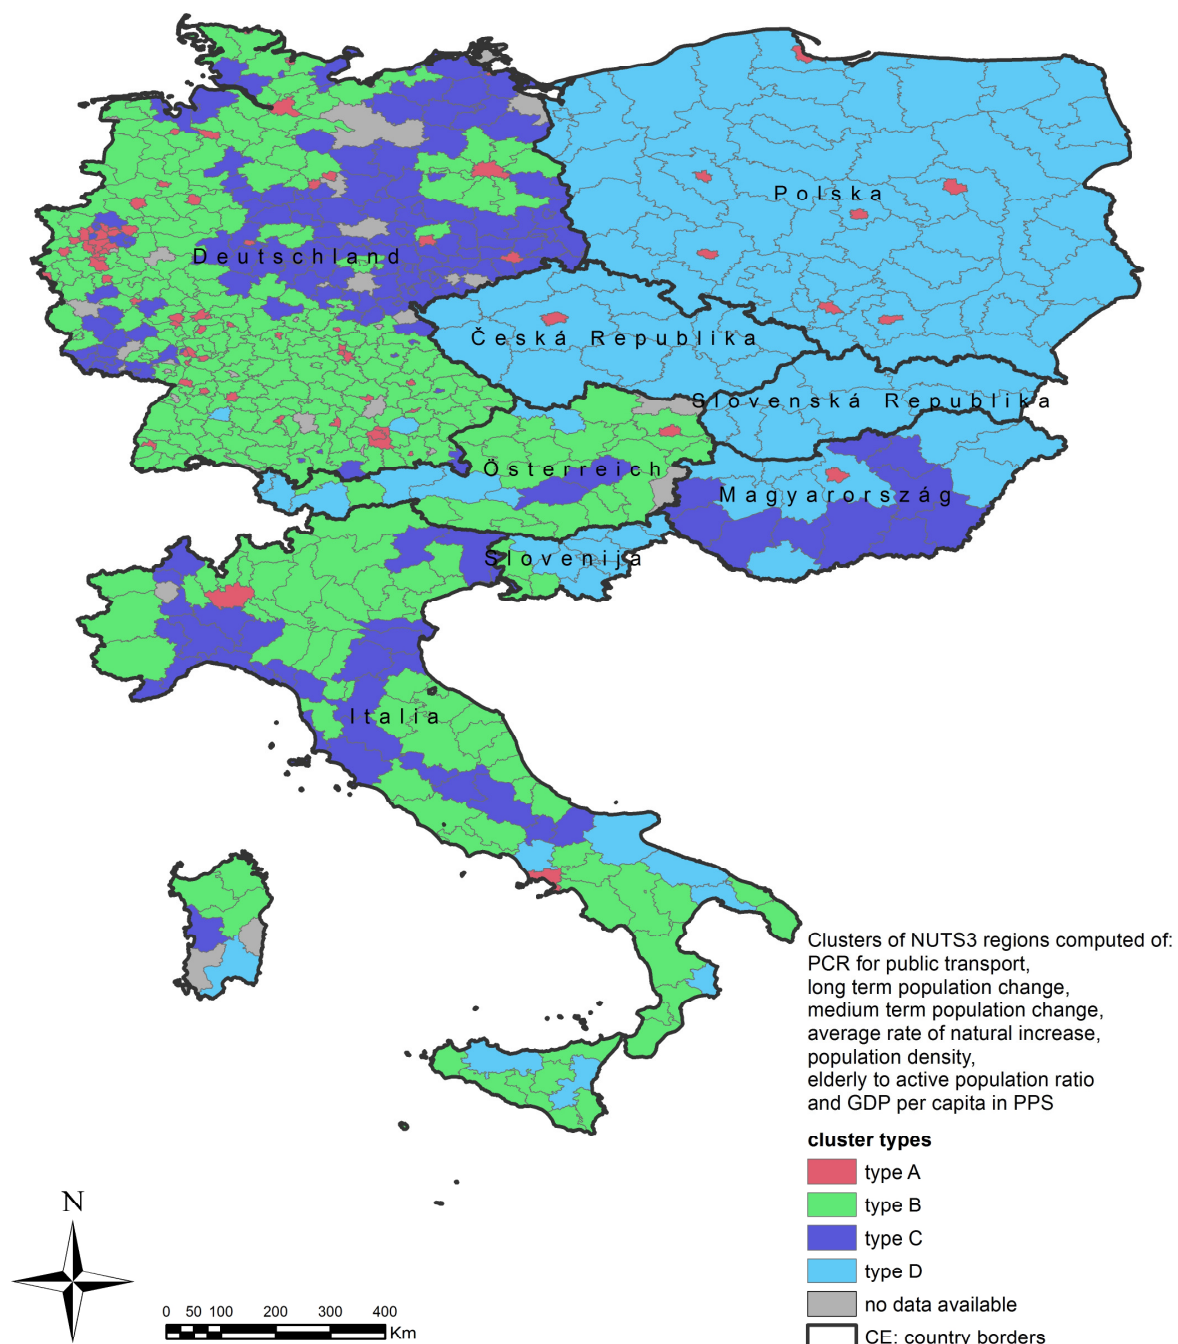 Polska
Deutschland
Česká Republika
Slovenská Republika
Österreich
Magyarország
Slovenija
Italia
Clusters of NUTS3 regions computed of:
PCR for public transport,
long term population change,
medium term population change,
average rate of natural increase,
population density,
elderly to active population ratio
and GDP per capita in PPS
cluster types
type A
type B
type C
type D
no data available
CE: country borders
N
0 50 100 200 300 400
Km